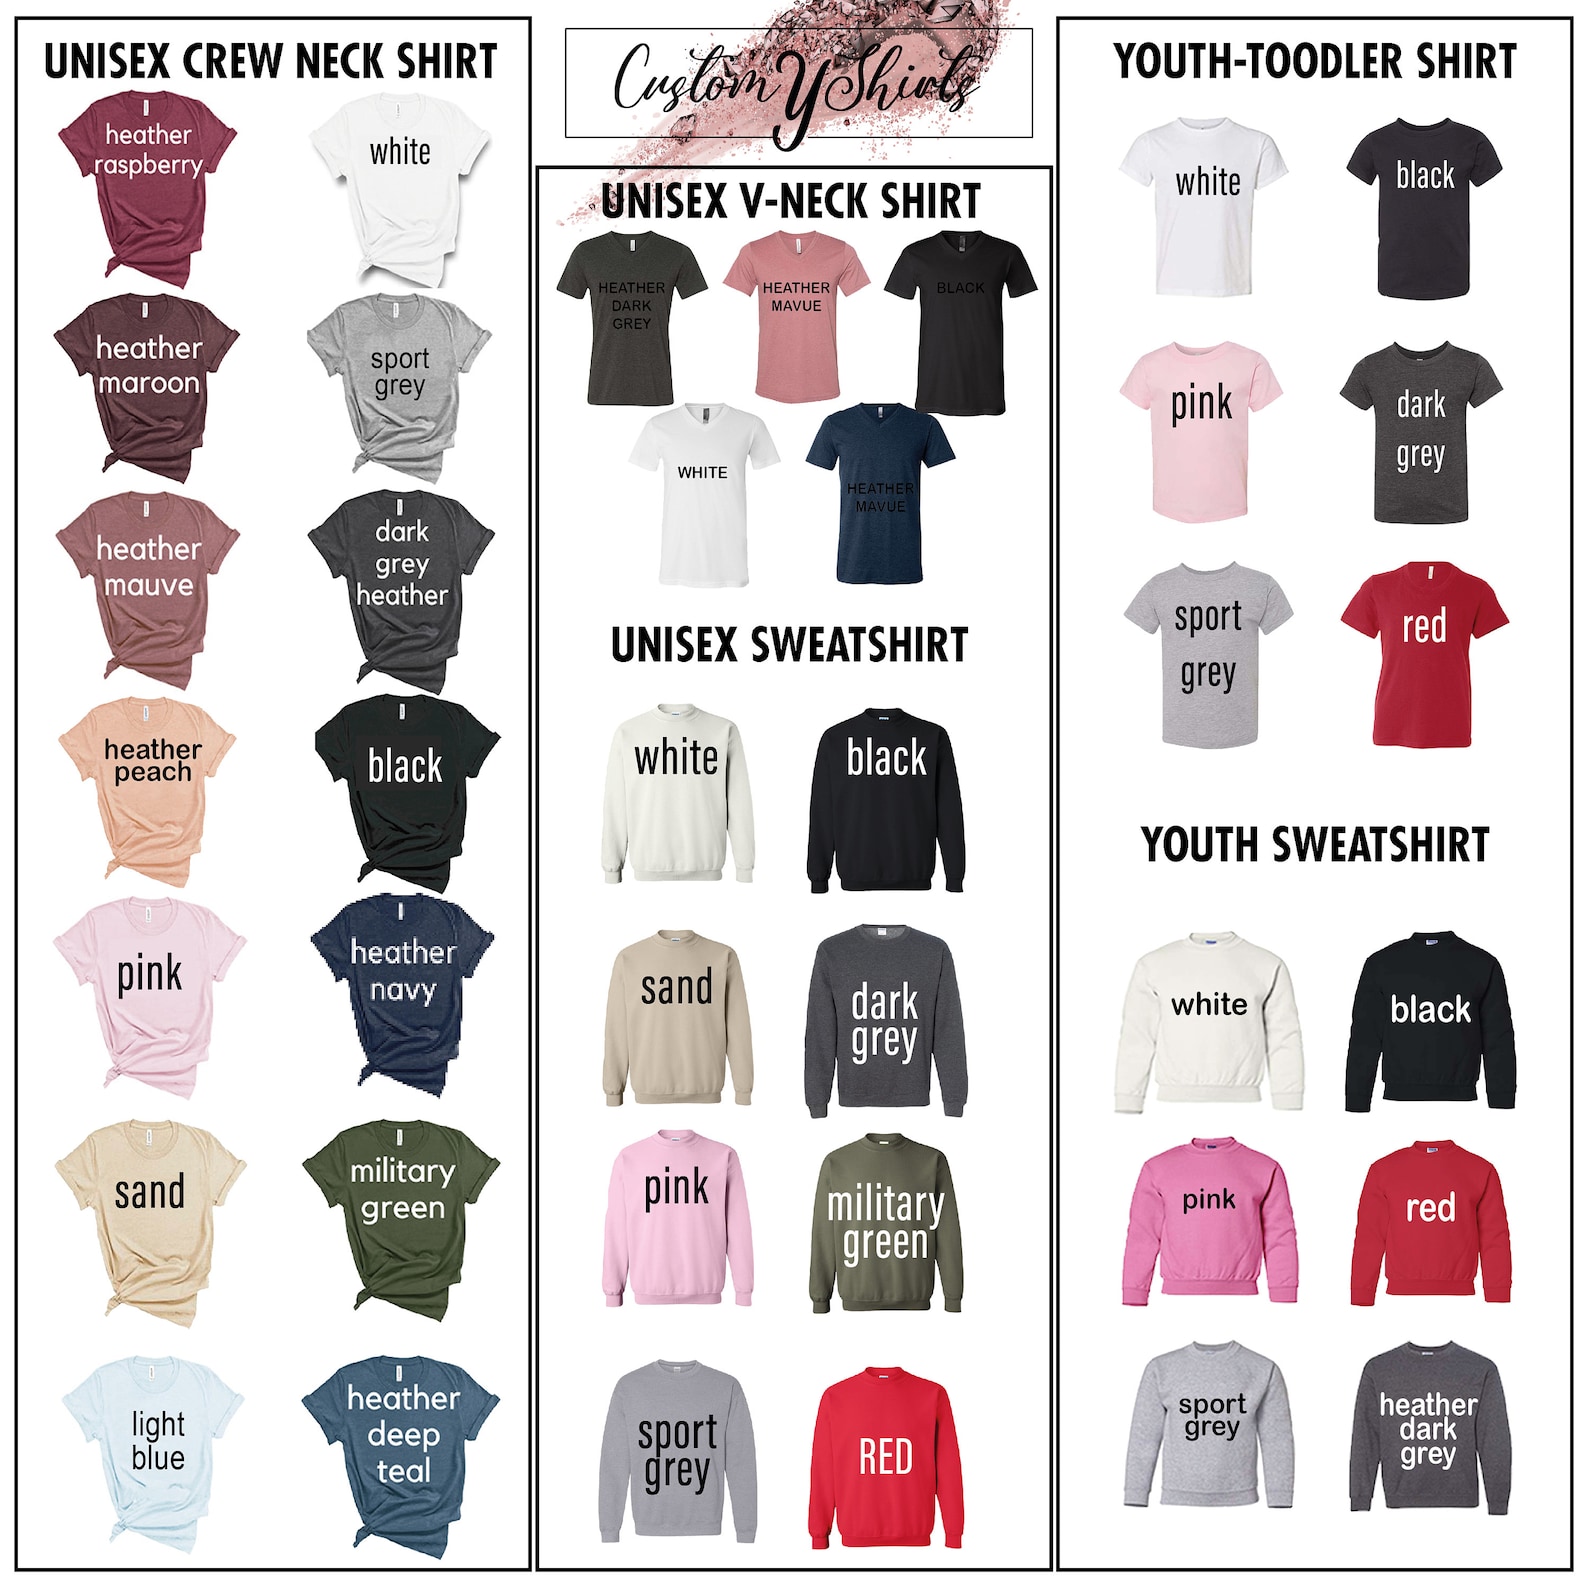 UNISEX CREW NECK SHIRT
heather
raspberry
white
heather
maroon
sport
grey
heather
mauve
dark
grey
heather
heather
peach
black
pink
heather
navy
sand
military
green
light
blue
heather
deep
teal
Custom Y Shirts
UNISEX V-NECK SHIRT
HEATHER
DARK
GREY
HEATHER
MAVUE
BLACK
WHITE
HEATHER
MAVUE
UNISEX SWEATSHIRT
white
black
sand
dark
grey
pink
military
green
sport
grey
RED
YOUTH-TOODLER SHIRT
white
black
pink
dark
grey
sport
grey
red
YOUTH SWEATSHIRT
white
black
pink
red
sport
grey
heather
dark
grey